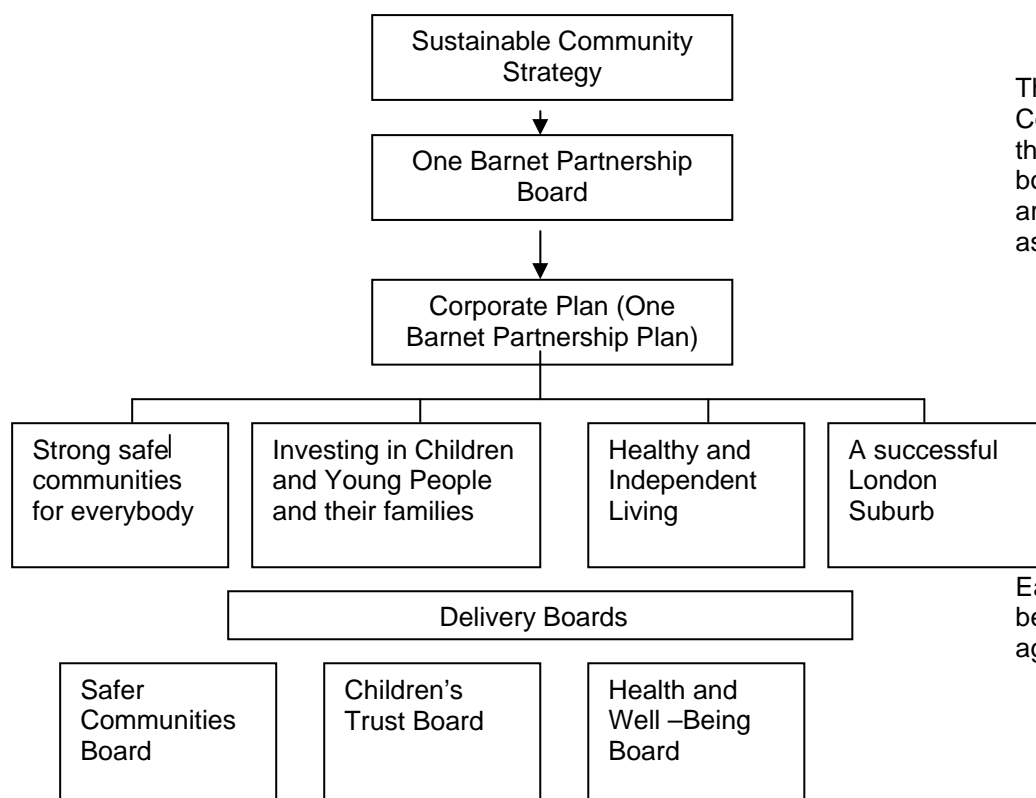 Sustainable Community
Strategy
One Barnet Partnership
Board
Corporate Plan (One
Barnet Partnership Plan)
Strong safe
communities
for everybody
Investing in Children
and Young People
and their families
Healthy and
Independent
Living
A successful
London
Suburb
Delivery Boards
Safer
Communities
Board
Children's
Trust Board
Health and
Well –Being
Board